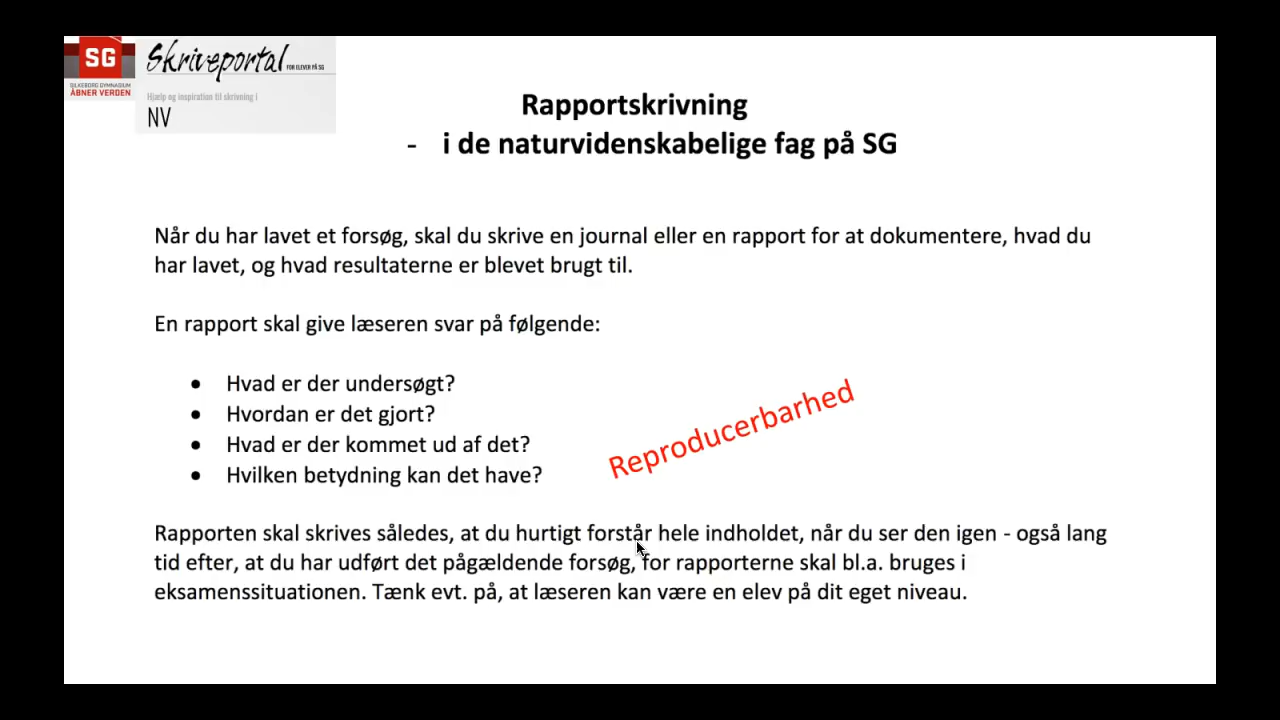 SG
SILKEBORG GYMNASIUM
ÅBNER VERDEN
Skriveportal FOR ELEVER PÅ SG
Hjælp og inspiration til skrivning i
NV
Rapportskrivning
- i de naturvidenskabelige fag på SG
Når du har lavet et forsøg, skal du skrive en journal eller en rapport for at dokumentere, hvad du
har lavet, og hvad resultaterne er blevet brugt til.
En rapport skal give læseren svar på følgende:
• Hvad er der undersøgt?
• Hvordan er det gjort?
• Hvad er der kommet ud af det?
• Hvilken betydning kan det have?
Reproducerbarhed
Rapporten skal skrives således, at du hurtigt forstår hele indholdet, når du ser den igen - også lang
tid efter, at du har udført det pågældende forsøg, for rapporterne skal bl.a. bruges i
eksamenssituationen. Tænk evt. på, at læseren kan være en elev på dit eget niveau.